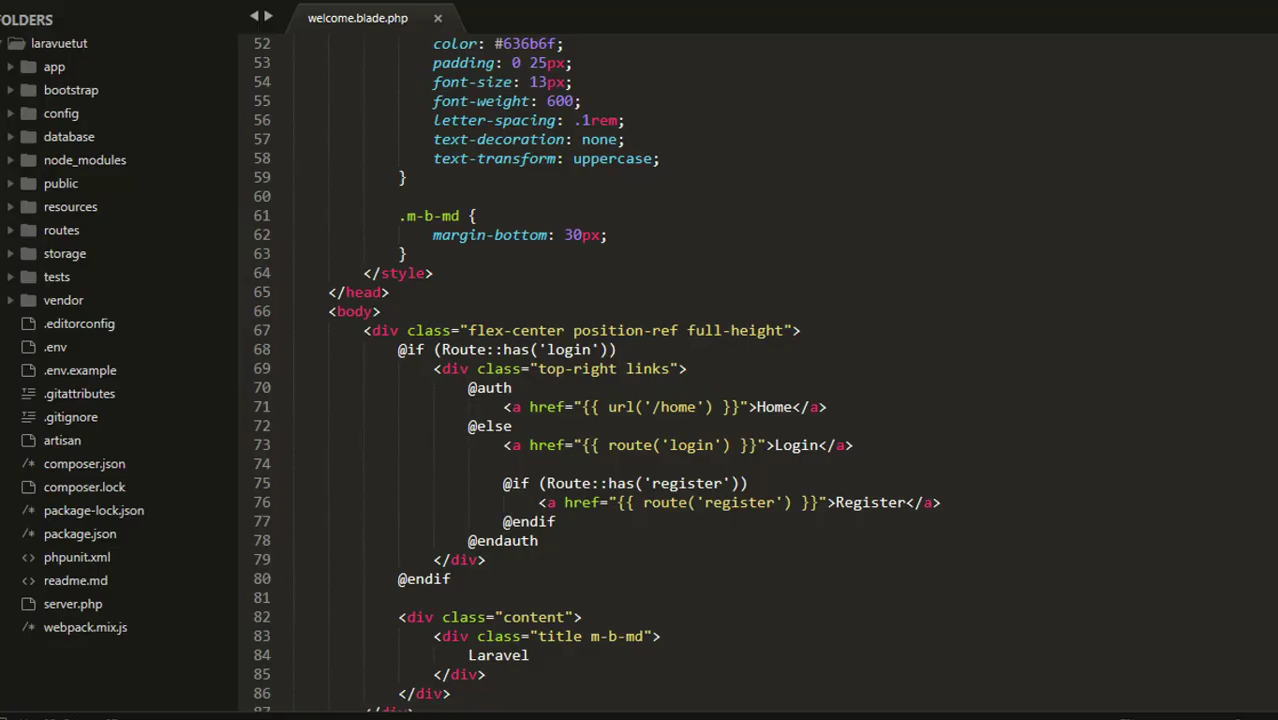 FOLDERS
laravuetut
app
bootstrap
config
database
node_modules
public
resources
routes
storage
tests
vendor
.editorconfig
.env
.env.example
/* .gitattributes
.gitignore
artisan
/* composer.json
composer.lock
/* package-lock.json
/* package.json
<> phpunit.xml
<> readme.md
server.php
/* webpack.mix.js
welcome.blade.php ×
52 color: #636b6f;
53 padding: 0 25px;
54 font-size: 13px;
55 font-weight: 600;
56 letter-spacing: .1rem;
57 text-decoration: none;
58 text-transform: uppercase;
59 }
60
61 .m-b-md {
62 margin-bottom: 30px;
63 }
64 </style>
65 </head>
66 <body>
67 <div class="flex-center position-ref full-height">
68 @if (Route::has('login'))
69 <div class="top-right links">
70 @auth
71 <a href="{{ url('/home') }}">Home</a>
72 @else
73 <a href="{{ route('login') }}">Login</a>
74
75 @if (Route::has('register'))
76 <a href="{{ route('register') }}">Register</a>
77 @endif
78 @endauth
79 </div>
80 @endif
81
82 <div class="content">
83 <div class="title m-b-md">
84 Laravel
85 </div>
86 </div>
87 </div>